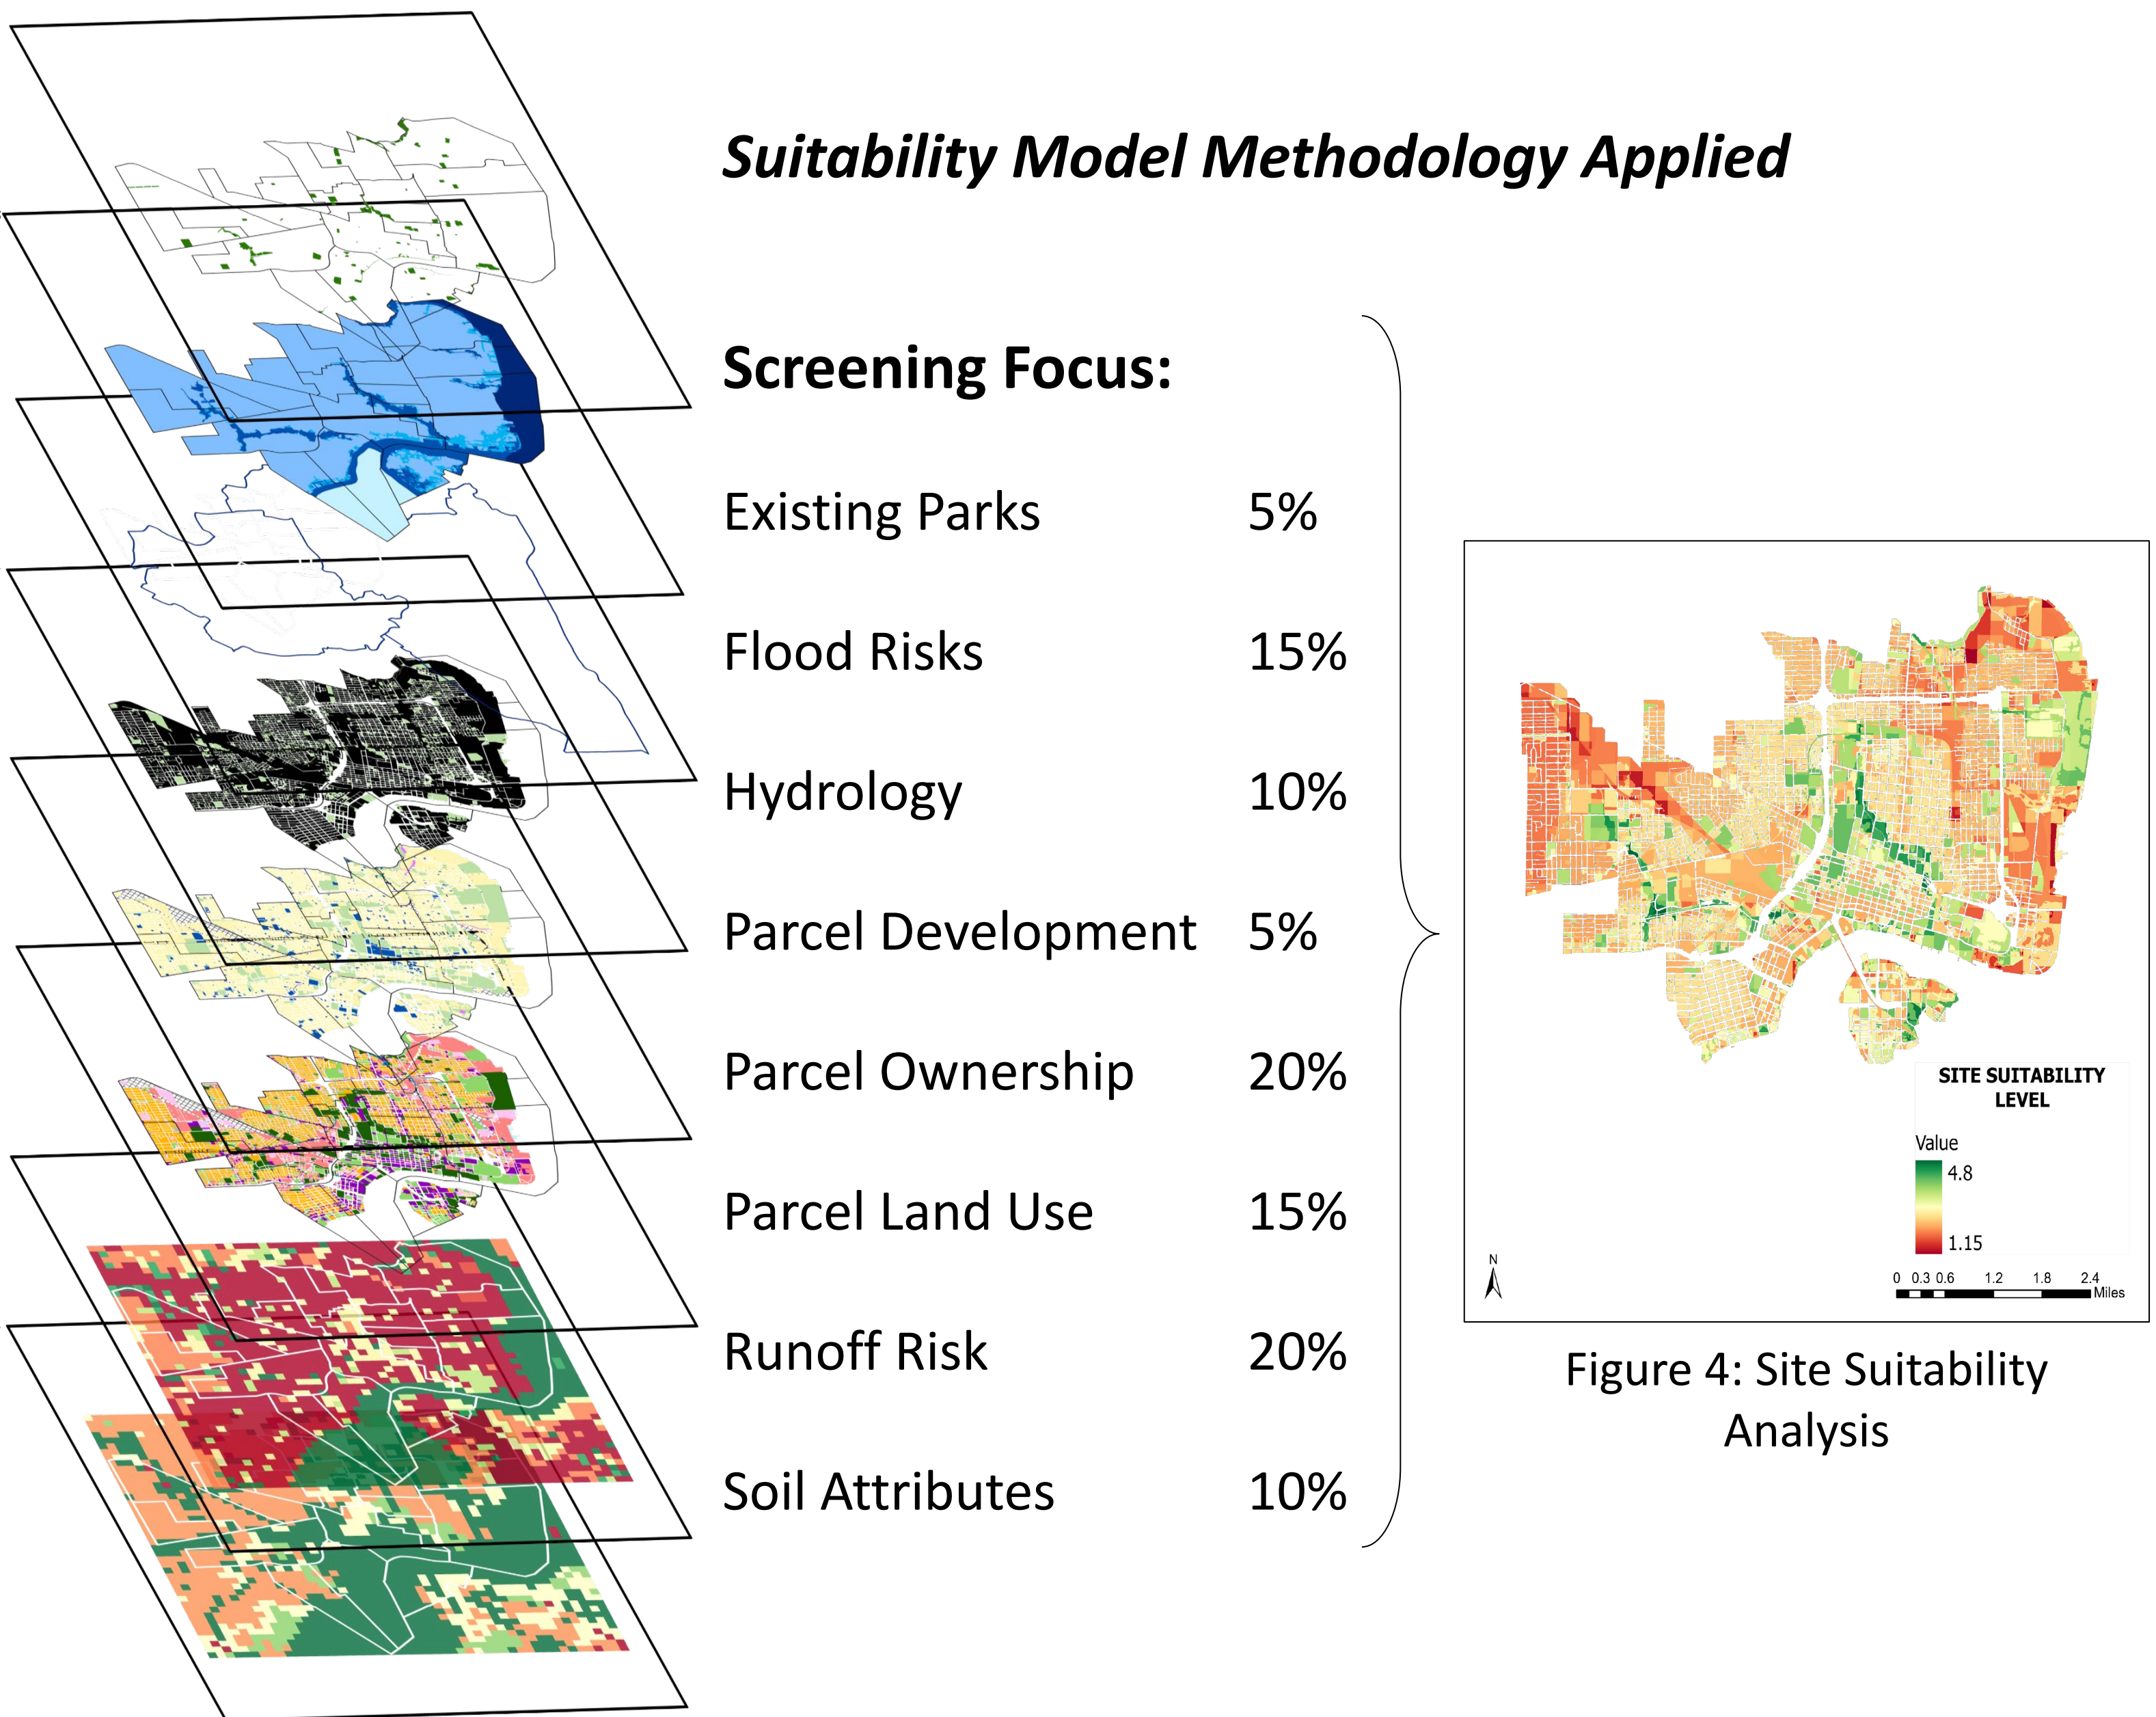 Suitability Model Methodology Applied
Screening Focus:
Existing Parks 5%
Flood Risks 15%
Hydrology 10%
Parcel Development 5%
Parcel Ownership 20%
Parcel Land Use 15%
Runoff Risk 20%
Soil Attributes 10%
SITE SUITABILITY
LEVEL
Value
4.8
1.15
N
0 0.3 0.6 1.2 1.8 2.4
Miles
Figure 4: Site Suitability
Analysis